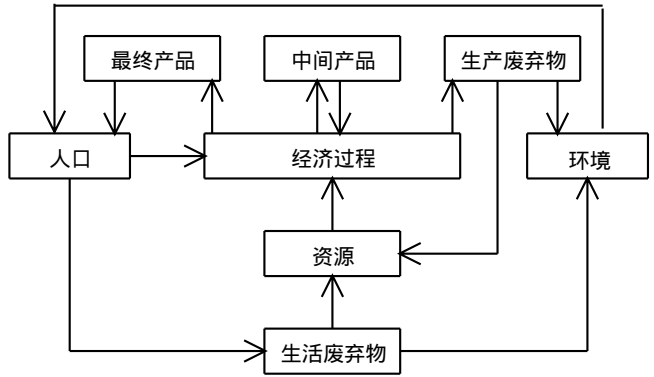 最终产品
中间产品
生产废弃物
人口
经济过程
环境
资源
生活废弃物